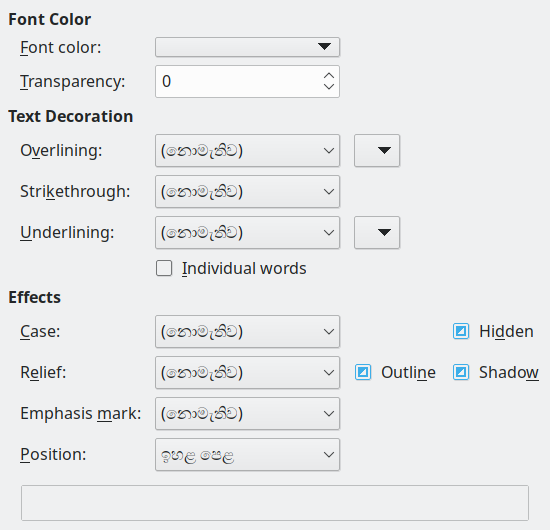 Font Color
Font color:
Transparency: 0
Text Decoration
Overlining: (නොමැතිව)
Strikethrough: (නොමැතිව)
Underlining: (නොමැතිව)
Individual words
Effects
Case: (නොමැතිව) Hidden
Relief: (නොමැතිව) Outline Shadow
Emphasis mark: (නොමැතිව)
Position: ඉහළ පෙළ